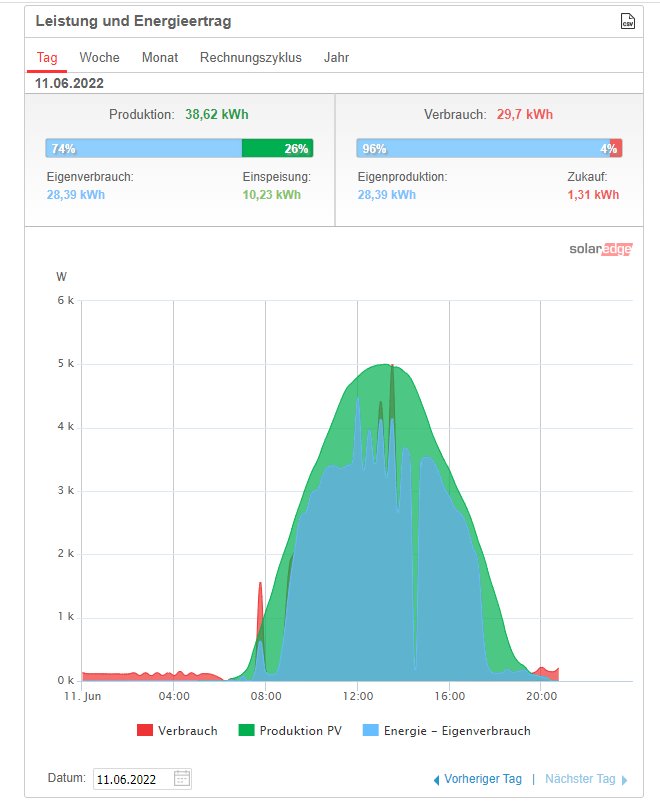 Leistung und Energieertrag
CSV
Tag Woche Monat Rechnungszyklus Jahr
11.06.2022
Produktion: 38,62 kWh
74% 26%
Eigenverbrauch: Einspeisung:
28,39 kWh 10,23 kWh
Verbrauch: 29,7 kWh
96% 4%
Eigenproduktion: Zukauf:
28,39 kWh 1,31 kWh
solaredge
W
6 k
5 k
4 k
3 k
2 k
1 k
0 k
11. Jun 04:00 08:00 12:00 16:00 20:00
Verbrauch Produktion PV Energie - Eigenverbrauch
Datum: 11.06.2022 Vorheriger Tag | Nächster Tag